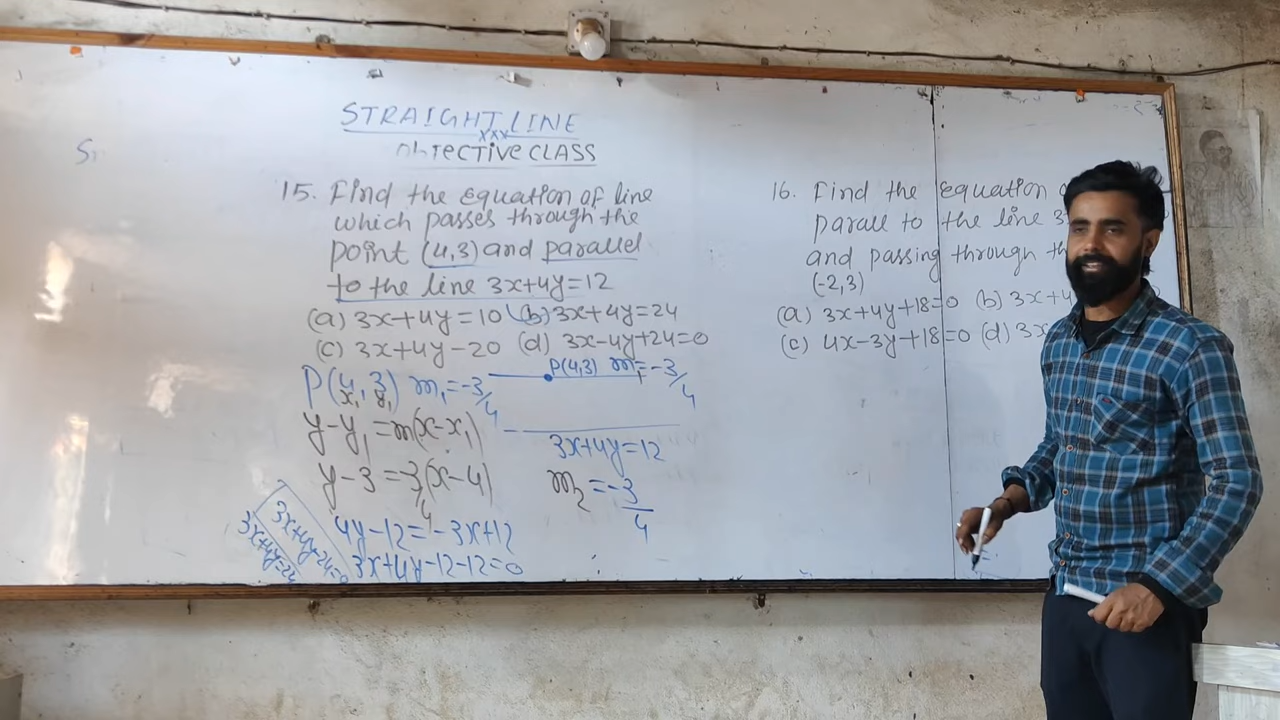 STRAIGHT LINE
xxx
OBJECTIVE CLASS
15. Find the equation of line
which passes through the
point (4,3) and parallel
to the line 3x+4y=12
(a) 3x+4y=10 (b) 3x+4y=24
(c) 3x+4y-20 (d) 3x-4y+24=0
P(4, 3) m₁=-3/4
x₁ y₁
P(4,3) m₁=-3/4
y-y₁=m(x-x₁)
3x+4y=12
y-3=-3/4(x-4)
m₂=-3/4
4y-12=-3x+12
3x+4y-12-12=0
3x+4y-24=0
3x+4y=24
16. Find the equation
parall to the line
and passing through
(-2,3)
(a) 3x+4y+18=0 (b) 3x+4
(c) 4x-3y+18=0 (d) 3x